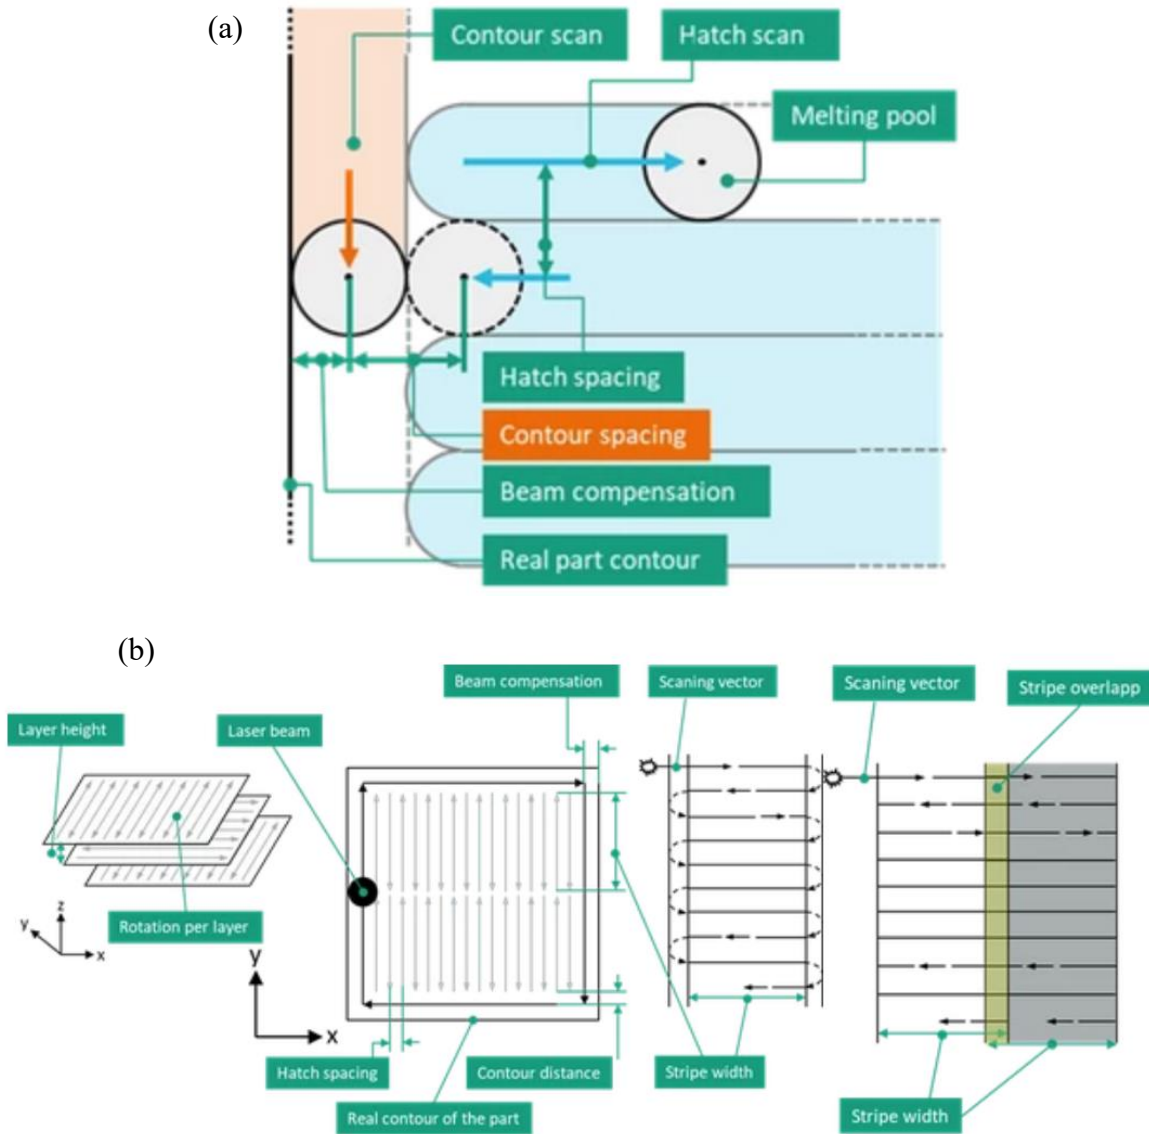 (a)
Contour scan
Hatch scan
Melting pool
Hatch spacing
Contour spacing
Beam compensation
Real part contour
(b)
Beam compensation
Scaning vector
Scaning vector
Stripe overlapp
Layer height
Laser beam
Rotation per layer
z
y
x
y
x
Hatch spacing
Contour distance
Stripe width
Real contour of the part
Stripe width